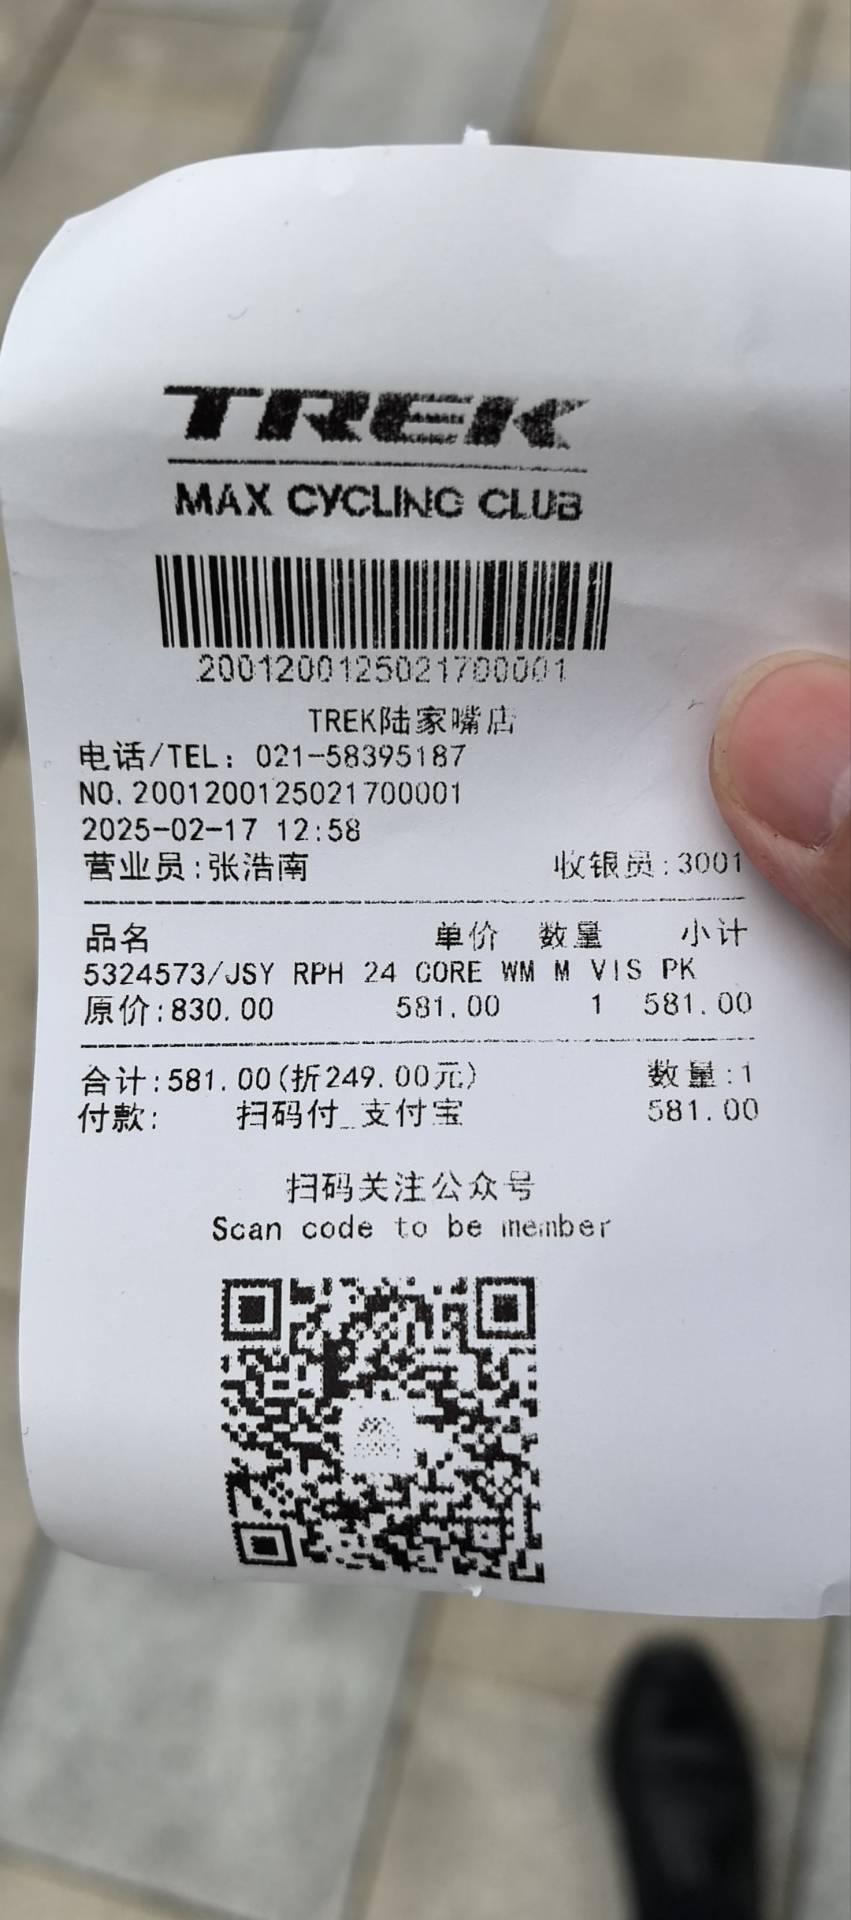 TREK
MAX CYCLING CLUB
2001200125021700001
TREK陆家嘴店
电话/TEL: 021-58395187
NO.2001200125021700001
2025-02-17 12:58
营业员:张浩南 收银员:3001
品名 单价 数量 小计
5324573/JSY RPH 24 CORE WM M VIS PK
原价:830.00 581.00 1 581.00
合计:581.00(折249.00元) 数量:1
付款: 扫码付_支付宝 581.00
扫码关注公众号
Scan code to be member